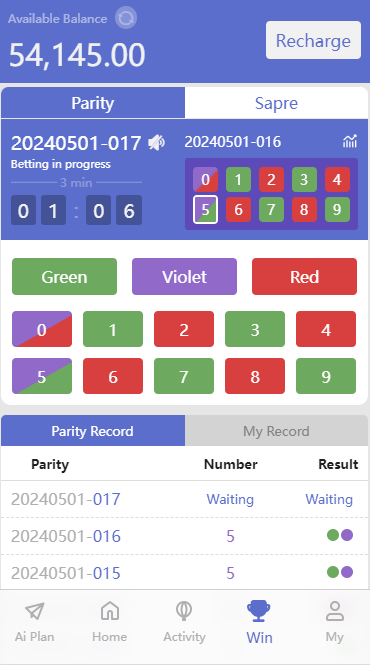 Available Balance
54,145.00
Recharge
Parity
Sapre
20240501-017
20240501-016
Betting in progress
3 min
0 1 : 0 6
0 1 2 3 4
5 6 7 8 9
Green Violet Red
0 1 2 3 4
5 6 7 8 9
Parity Record
My Record
Parity Number Result
20240501-017 Waiting Waiting
20240501-016 5
20240501-015 5
Ai Plan Home Activity Win My